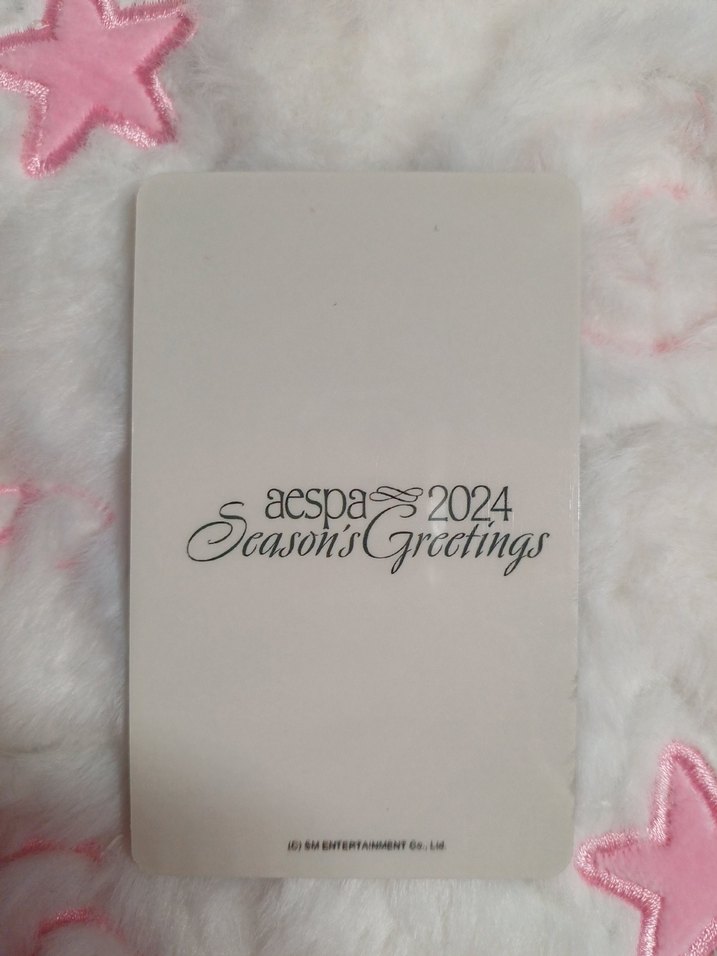 aespa 2024
Season's Greetings
(C) SM ENTERTAINMENT Co., Ltd.